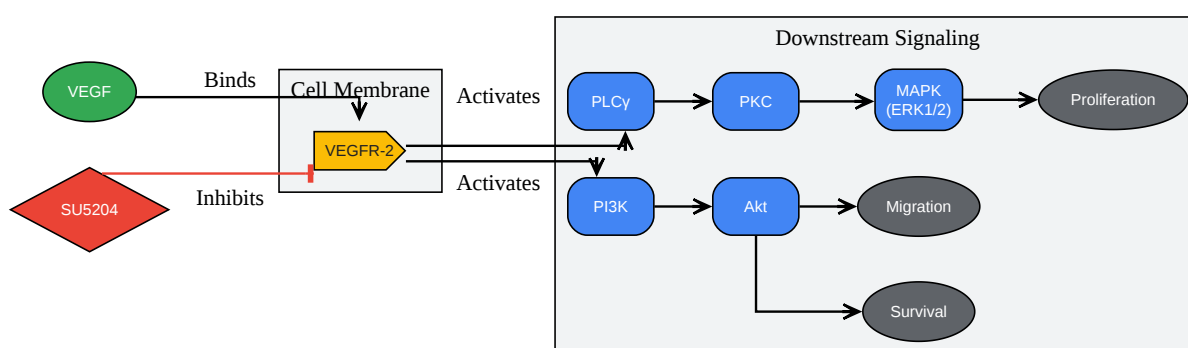 Downstream Signaling
VEGF
Binds
Cell Membrane
Activates
PLCγ
PKC
MAPK
(ERK1/2)
Proliferation
VEGFR-2
SU5204
Inhibits
Activates
PI3K
Akt
Migration
Survival